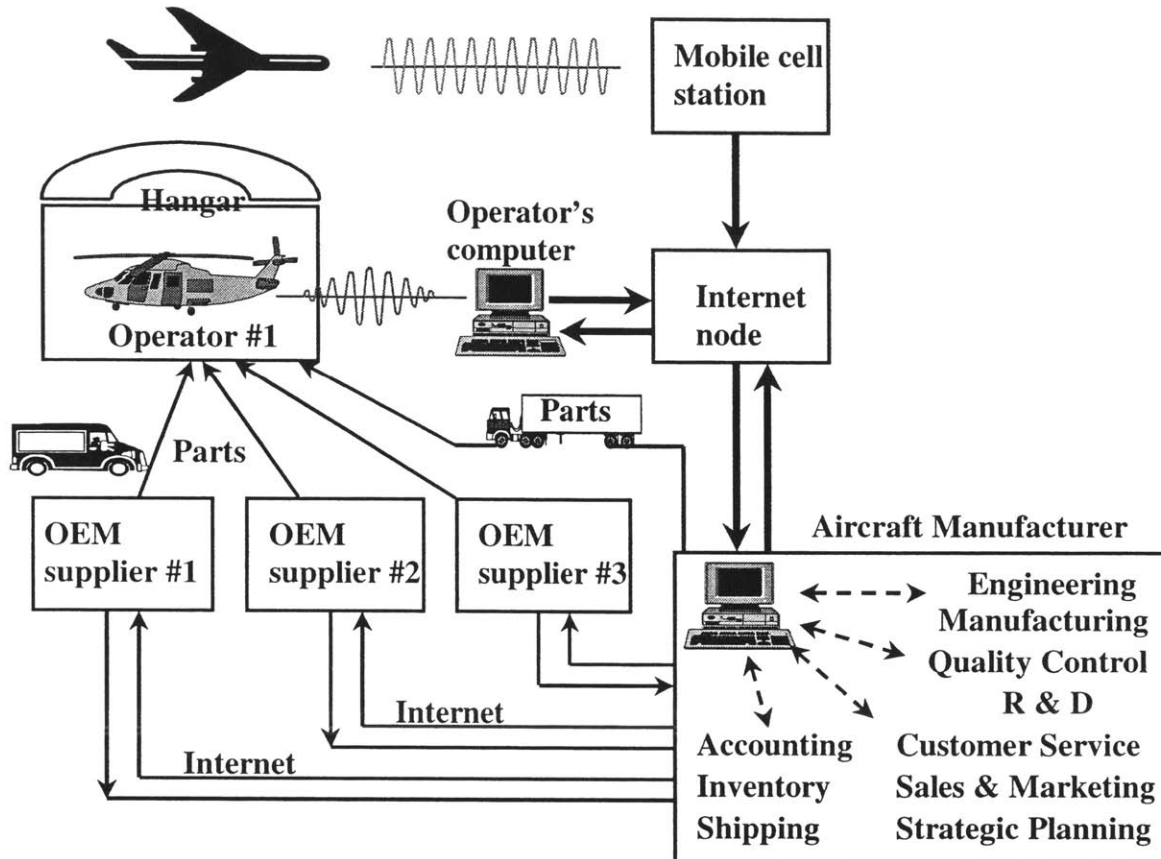 Mobile cell
station
Hangar
Operator's
computer
Internet
node
Operator #1
Parts
Parts
OEM
supplier #1
OEM
supplier #2
OEM
supplier #3
Aircraft Manufacturer
Engineering
Manufacturing
Quality Control
R & D
Internet
Internet
Accounting
Inventory
Shipping
Customer Service
Sales & Marketing
Strategic Planning